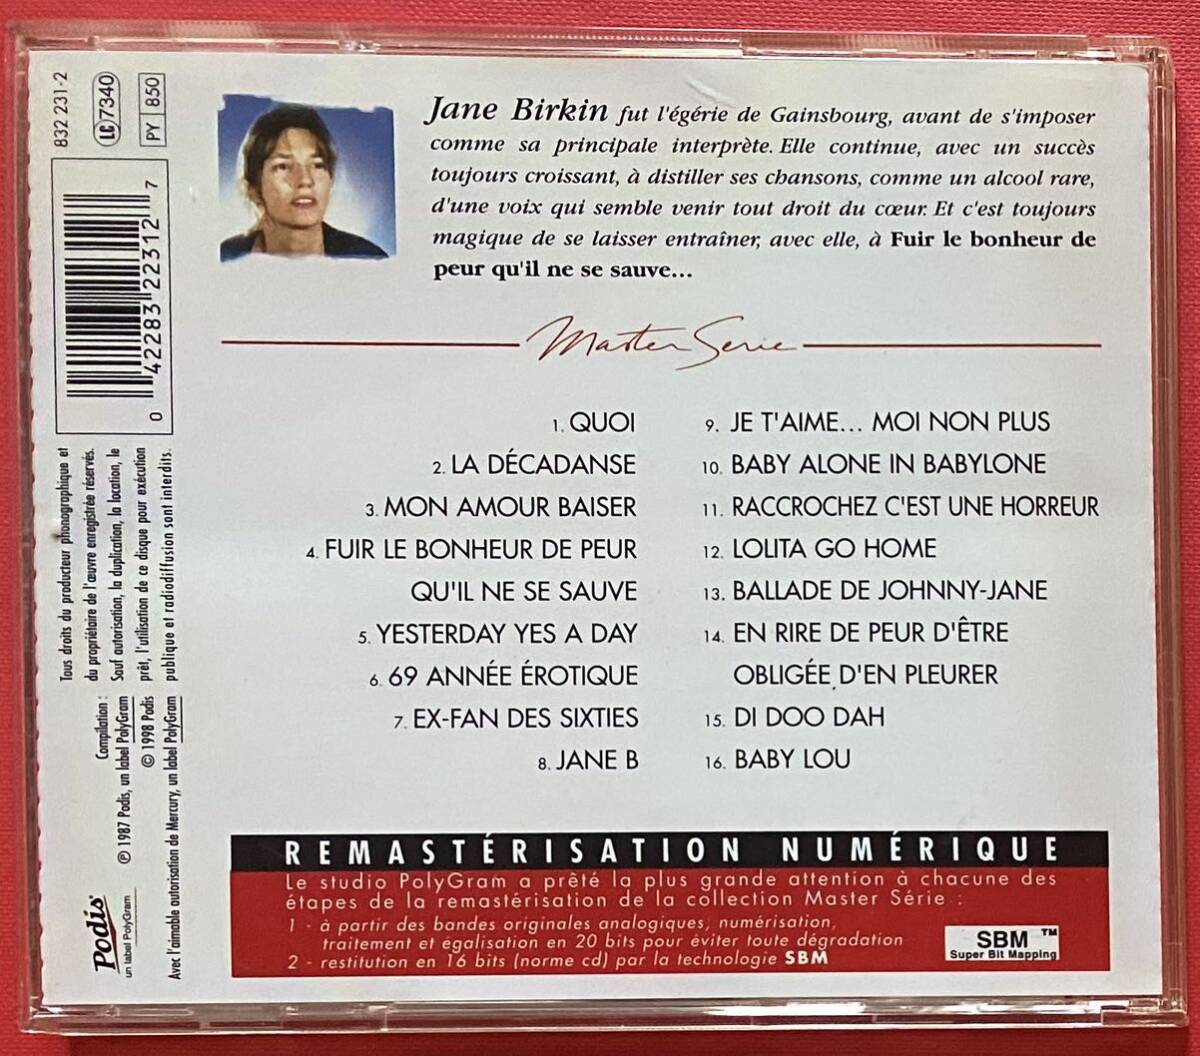 832 231-2
LC 7340
PY 850
0 42283 22312 7
Tous droits du producteur phonographique et
du propriétaire de l'œuvre enregistrée réservés.
Sauf autorisation, la duplication, la location, le
prêt, l'utilisation de ce disque pour exécution
publique et radiodiffusion sont interdits.
Compilation :
℗ 1987 Podis, un label PolyGram
© 1998 Podis
Avec l'aimable autorisation de Mercury, un label PolyGram
Podis
un label PolyGram
Jane Birkin fut l'égérie de Gainsbourg, avant de s'imposer
comme sa principale interprète. Elle continue, avec un succès
toujours croissant, à distiller ses chansons, comme un alcool rare,
d'une voix qui semble venir tout droit du cœur. Et c'est toujours
magique de se laisser entraîner, avec elle, à Fuir le bonheur de
peur qu'il ne se sauve...
Master Serie
1. QUOI
2. LA DÉCADANSE
3. MON AMOUR BAISER
4. FUIR LE BONHEUR DE PEUR
QU'IL NE SE SAUVE
5. YESTERDAY YES A DAY
6. 69 ANNÉE ÉROTIQUE
7. EX-FAN DES SIXTIES
8. JANE B
9. JE T'AIME... MOI NON PLUS
10. BABY ALONE IN BABYLONE
11. RACCROCHEZ C'EST UNE HORREUR
12. LOLITA GO HOME
13. BALLADE DE JOHNNY-JANE
14. EN RIRE DE PEUR D'ÊTRE
OBLIGÉE D'EN PLEURER
15. DI DOO DAH
16. BABY LOU
REMASTÉRISATION NUMÉRIQUE
Le studio PolyGram a prêté la plus grande attention à chacune des
étapes de la remastérisation de la collection Master Série :
1 - à partir des bandes originales analogiques, numérisation,
traitement et égalisation en 20 bits pour éviter toute dégradation
2 - restitution en 16 bits (norme cd) par la technologie SBM
SBM™
Super Bit Mapping